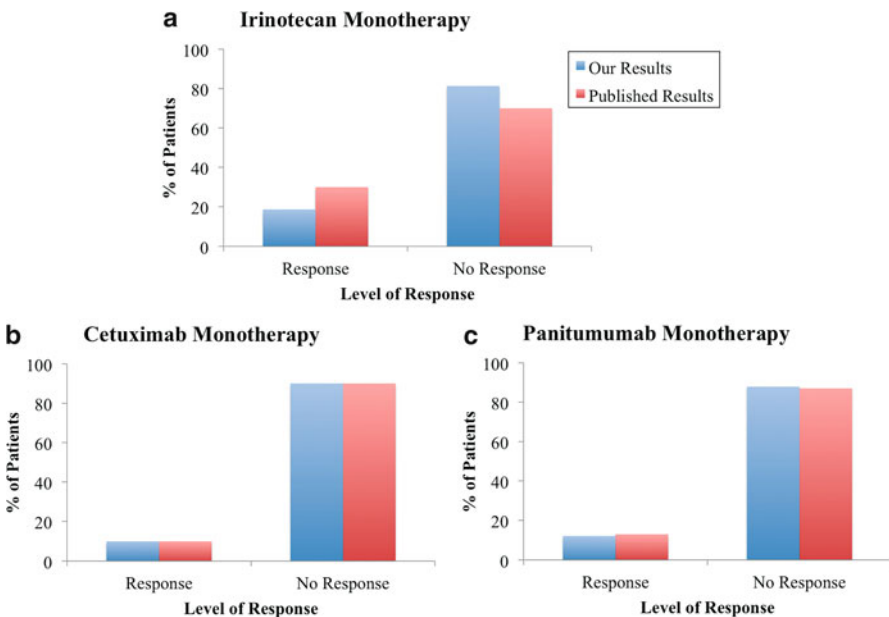 a Irinotecan Monotherapy
100
80
60
40
20
0
% of Patients
Response No Response
Level of Response
Our Results
Published Results
b Cetuximab Monotherapy
100
80
60
40
20
0
% of Patients
Response No Response
Level of Response
c Panitumumab Monotherapy
100
80
60
40
20
0
% of Patients
Response No Response
Level of Response